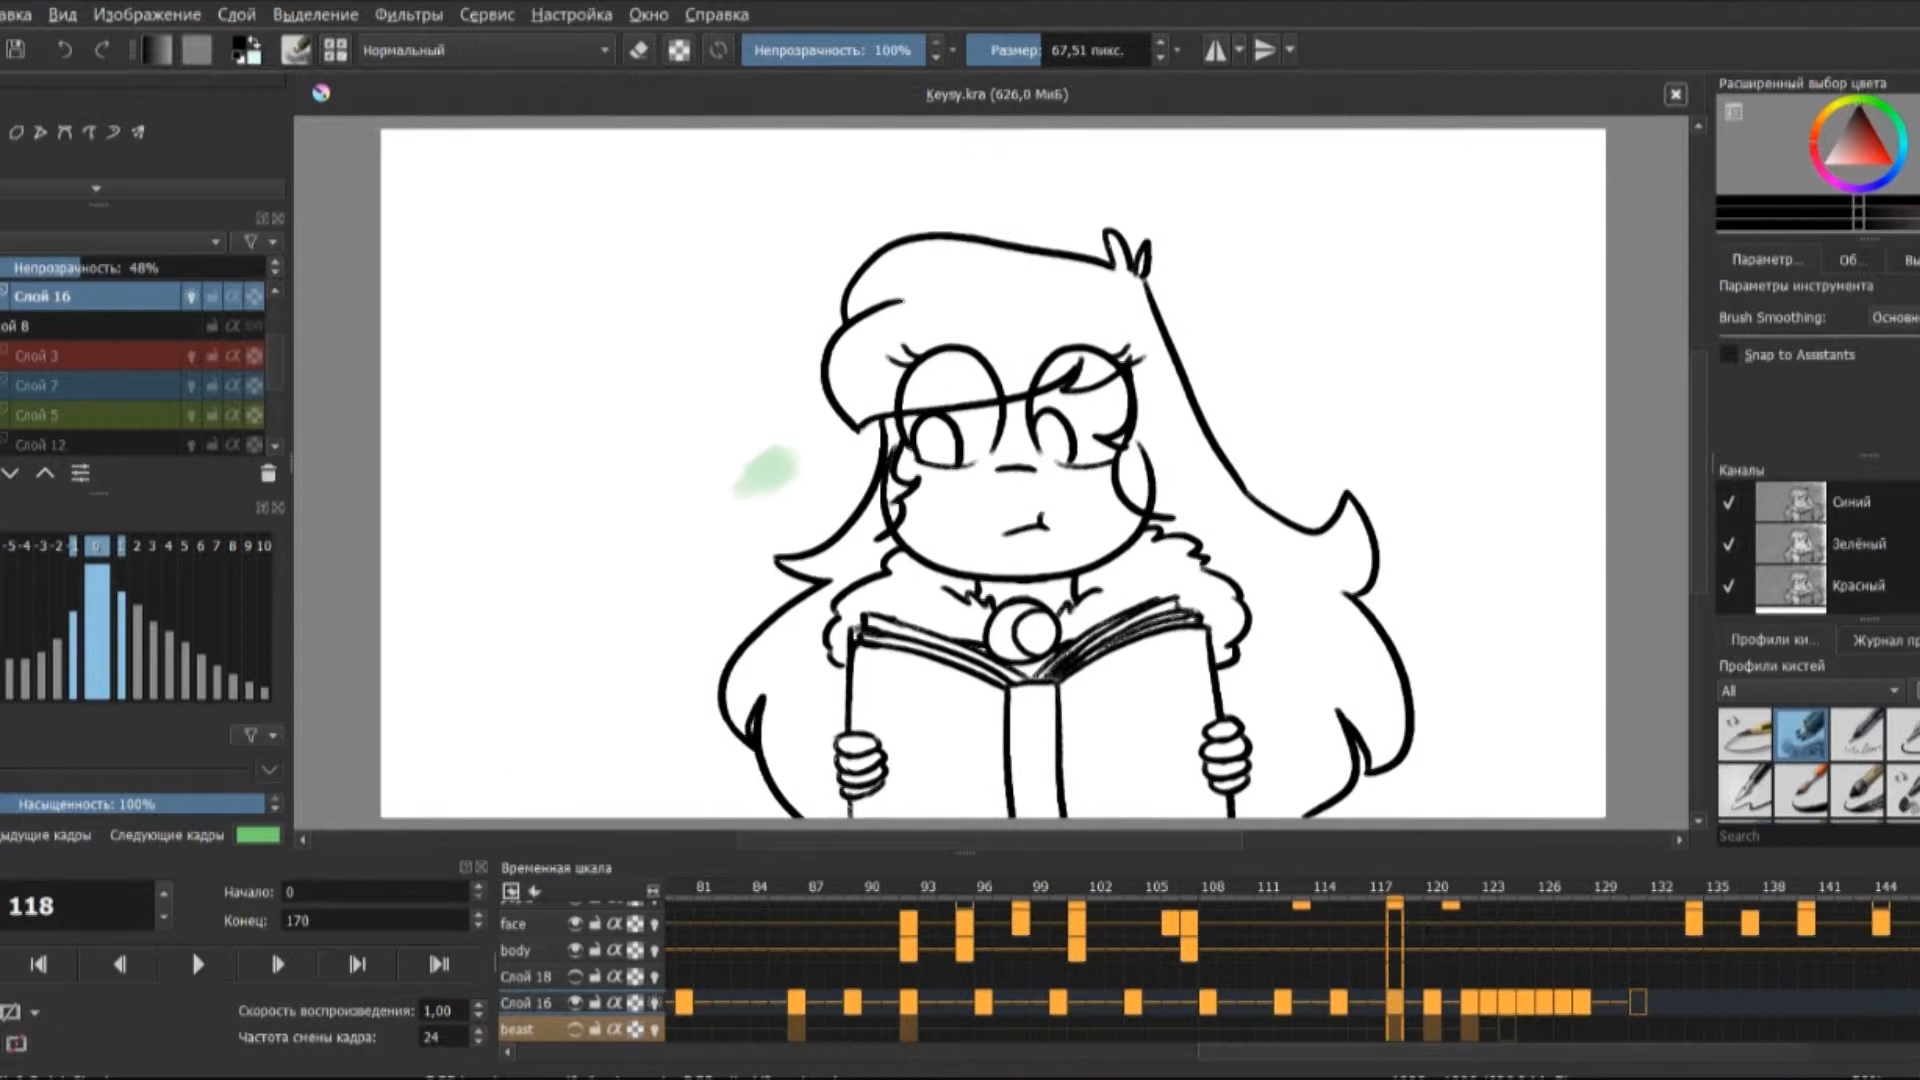 Вид Изображение Слой Выделение Фильтры Сервис Настройка Окно Справка
Нормальный Непрозрачность: 100% Размер: 67,51 пикс.
Keysy.kra (626,0 МиБ)
Расширенный выбор цвета
Непрозрачность: 48%
Слой 16
ой 8
Слой 3
Слой 7
Слой 5
Слой 12
-5 -4 -3 -2 -1 0 1 2 3 4 5 6 7 8 9 10
Насыщенность: 100%
ыдущие кадры Следующие кадры
Параметр... Об...
Параметры инструмента
Brush Smoothing: Основн
Snap to Assistants
Каналы
Синий
Зелёный
Красный
Профили ки... Журнал
Профили кистей
All
Search
118
Начало: 0
Конец: 170
Скорость воспроизведения: 1,00
Частота смены кадра: 24
Временная шкала
81 84 87 90 93 96 99 102 105 108 111 114 117 120 123 126 129 132 135 138 141 144
face
body
Слой 18
Слой 16
beast